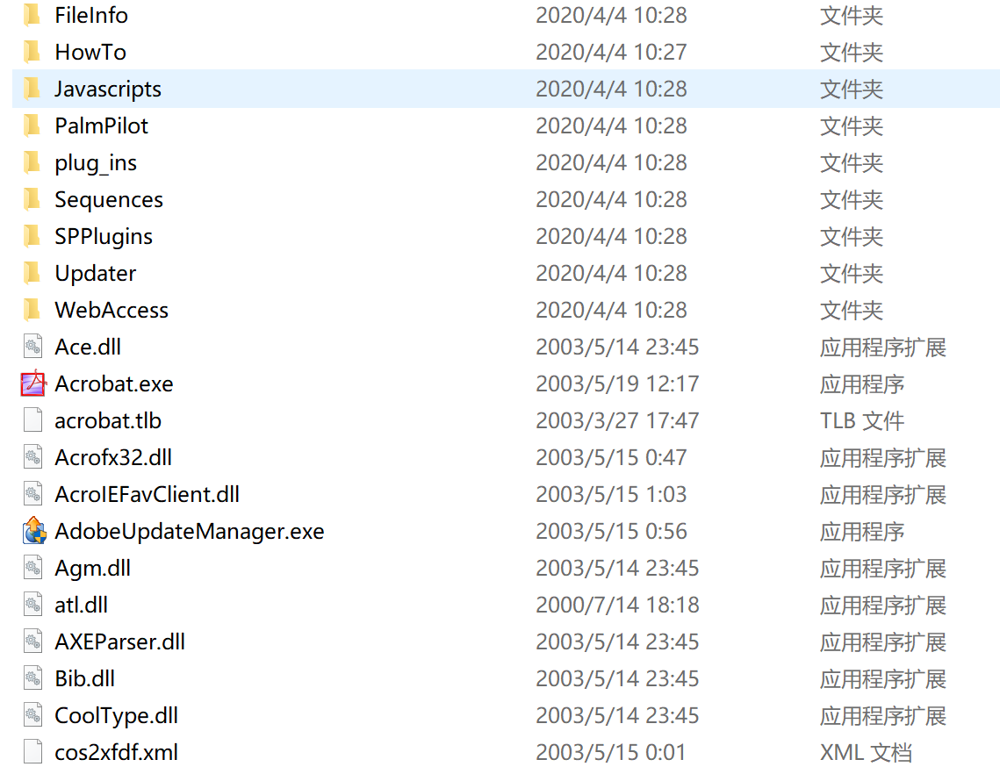 FileInfo 2020/4/4 10:28 文件夹
HowTo 2020/4/4 10:27 文件夹
Javascripts 2020/4/4 10:28 文件夹
PalmPilot 2020/4/4 10:28 文件夹
plug_ins 2020/4/4 10:28 文件夹
Sequences 2020/4/4 10:28 文件夹
SPPlugins 2020/4/4 10:28 文件夹
Updater 2020/4/4 10:28 文件夹
WebAccess 2020/4/4 10:28 文件夹
Ace.dll 2003/5/14 23:45 应用程序扩展
Acrobat.exe 2003/5/19 12:17 应用程序
acrobat.tlb 2003/3/27 17:47 TLB 文件
Acrofx32.dll 2003/5/15 0:47 应用程序扩展
AcroIEFavClient.dll 2003/5/15 1:03 应用程序扩展
AdobeUpdateManager.exe 2003/5/15 0:56 应用程序
Agm.dll 2003/5/14 23:45 应用程序扩展
atl.dll 2000/7/14 18:18 应用程序扩展
AXEParser.dll 2003/5/14 23:45 应用程序扩展
Bib.dll 2003/5/14 23:45 应用程序扩展
CoolType.dll 2003/5/14 23:45 应用程序扩展
cos2xfdf.xml 2003/5/15 0:01 XML 文档